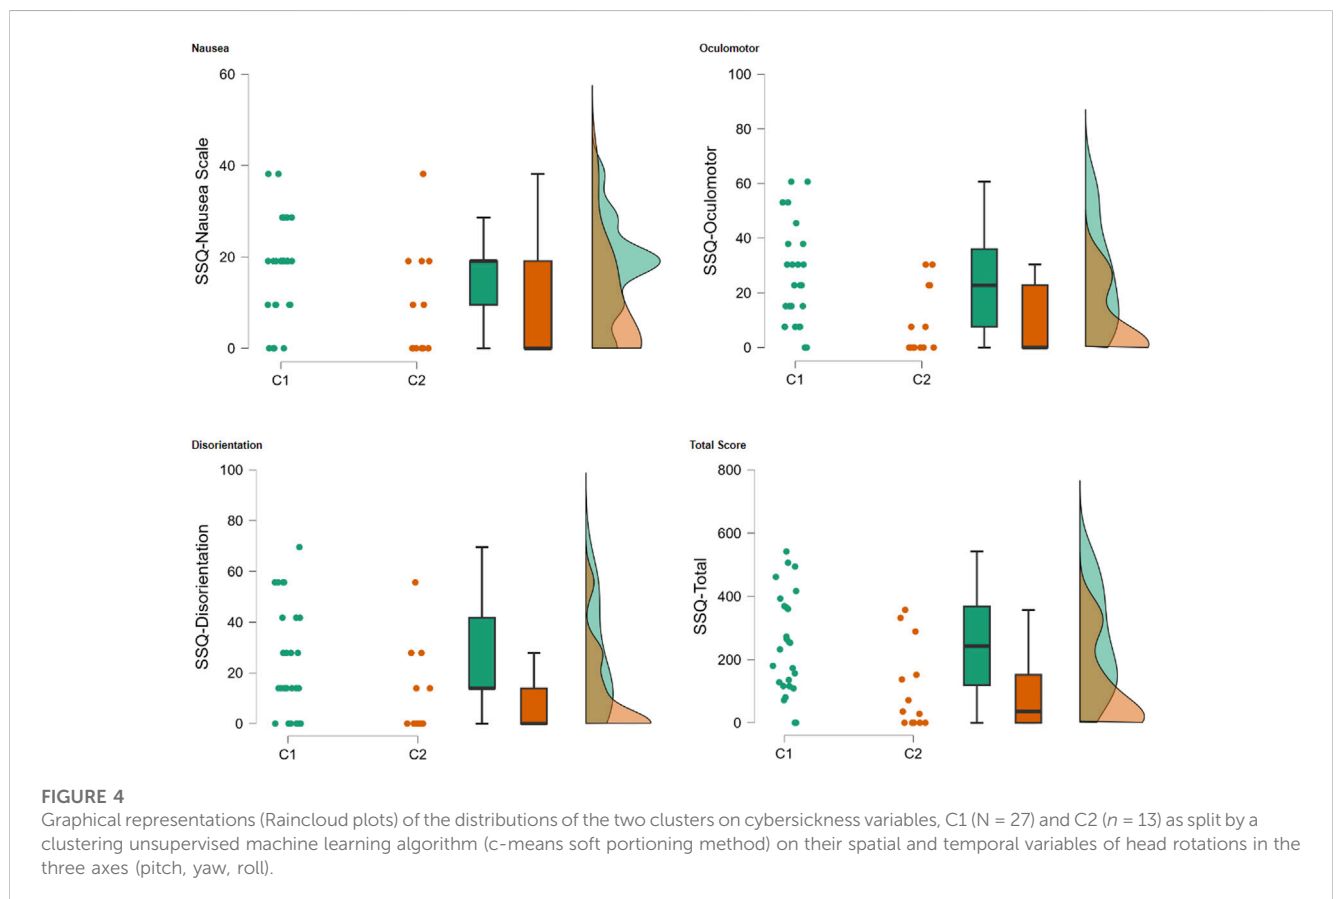 Nausea
60
40
20
0
SSQ-Nausea Scale
C1
C2
Oculomotor
100
80
60
40
20
0
SSQ-Oculomotor
C1
C2
Disorientation
100
80
60
40
20
0
SSQ-Disorientation
C1
C2
Total Score
800
600
400
200
0
SSQ-Total
C1
C2
FIGURE 4
Graphical representations (Raincloud plots) of the distributions of the two clusters on cybersickness variables, C1 (N = 27) and C2 (n = 13) as split by a
clustering unsupervised machine learning algorithm (c-means soft portioning method) on their spatial and temporal variables of head rotations in the
three axes (pitch, yaw, roll).